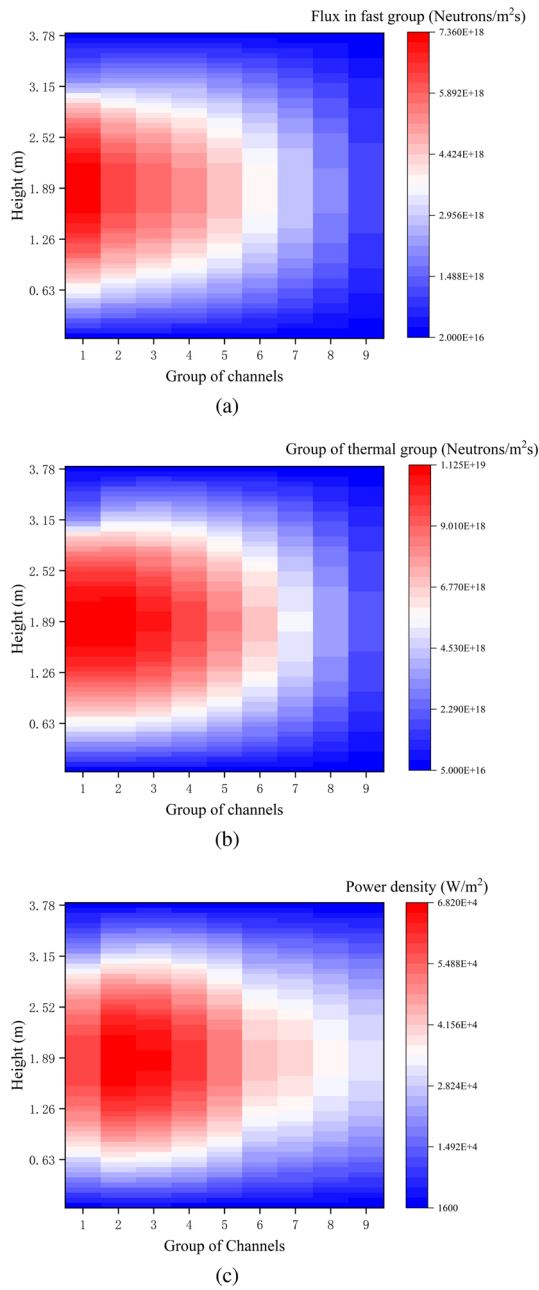 Flux in fast group (Neutrons/m²s)
3.78
3.15
2.52
1.89
1.26
0.63
Height (m)
1 2 3 4 5 6 7 8 9
Group of channels
7.360E+18
5.892E+18
4.424E+18
2.956E+18
1.488E+18
2.000E+16
(a)
Group of thermal group (Neutrons/m²s)
3.78
3.15
2.52
1.89
1.26
0.63
Height (m)
1 2 3 4 5 6 7 8 9
Group of channels
1.125E+19
9.010E+18
6.770E+18
4.530E+18
2.290E+18
5.000E+16
(b)
Power density (W/m²)
3.78
3.15
2.52
1.89
1.26
0.63
Height (m)
1 2 3 4 5 6 7 8 9
Group of Channels
6.820E+4
5.488E+4
4.156E+4
2.824E+4
1.492E+4
1600
(c)